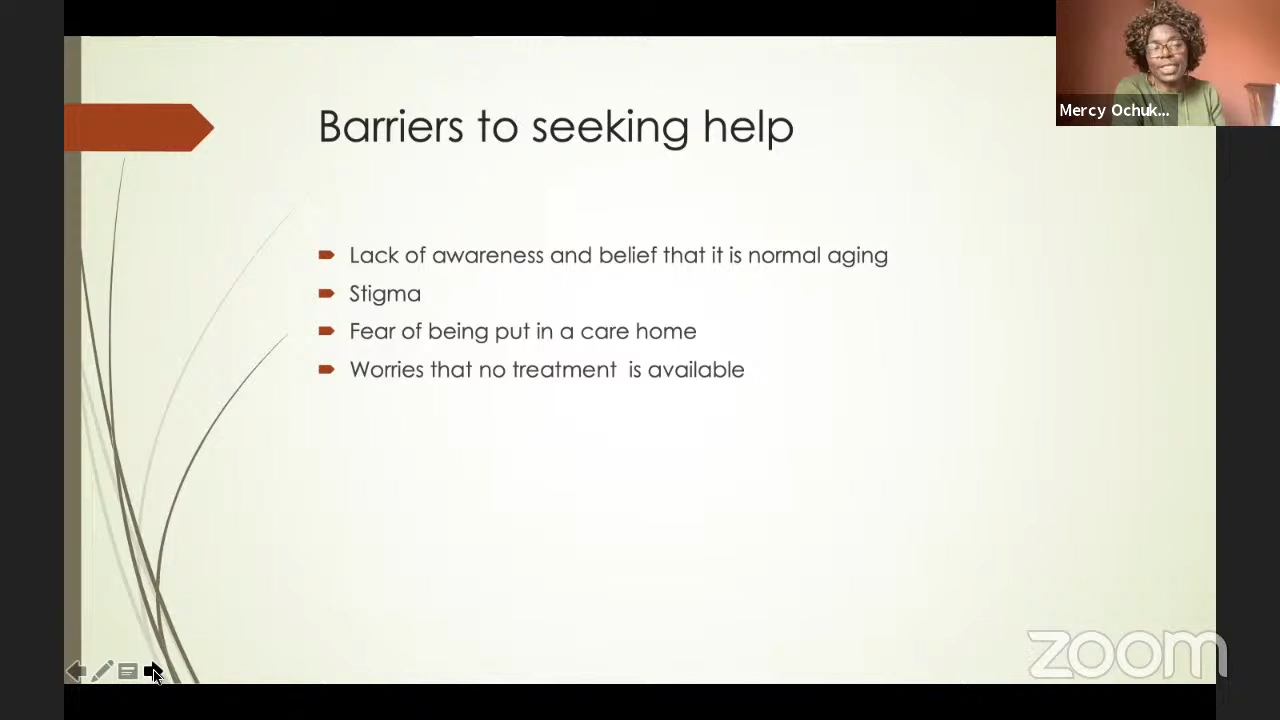 Barriers to seeking help
Lack of awareness and belief that it is normal aging
Stigma
Fear of being put in a care home
Worries that no treatment  is available
Mercy Ochuk...
zoom